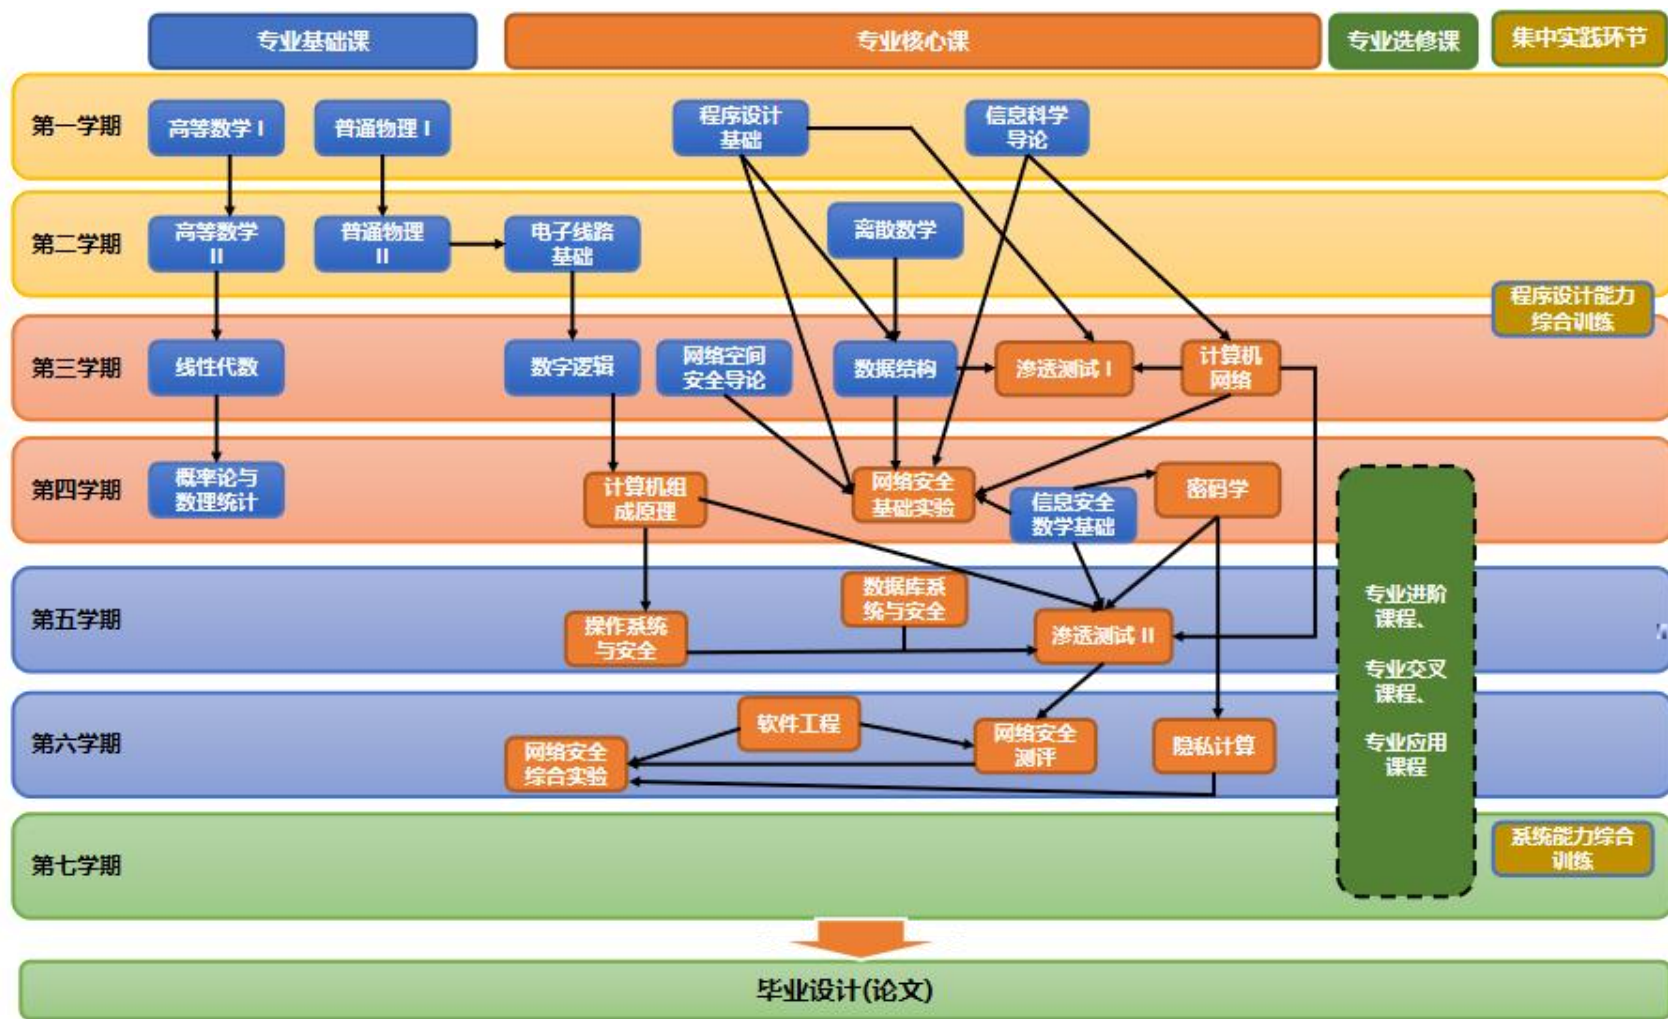 专业基础课
专业核心课
专业选修课
集中实践环节
第一学期
高等数学 I
普通物理 I
程序设计
基础
信息科学
导论
第二学期
高等数学
II
普通物理
II
电子线路
基础
离散数学
程序设计能力
综合训练
第三学期
线性代数
数字逻辑
网络空间
安全导论
数据结构
渗透测试 I
计算机
网络
第四学期
概率论与
数理统计
计算机组
成原理
网络安全
基础实验
信息安全
数学基础
密码学
第五学期
操作系统
与安全
数据库系
统与安全
渗透测试 II
专业进阶
课程、
专业交叉
课程、
专业应用
课程
第六学期
网络安全
综合实验
软件工程
网络安全
测评
隐私计算
第七学期
系统能力综合
训练
毕业设计(论文)